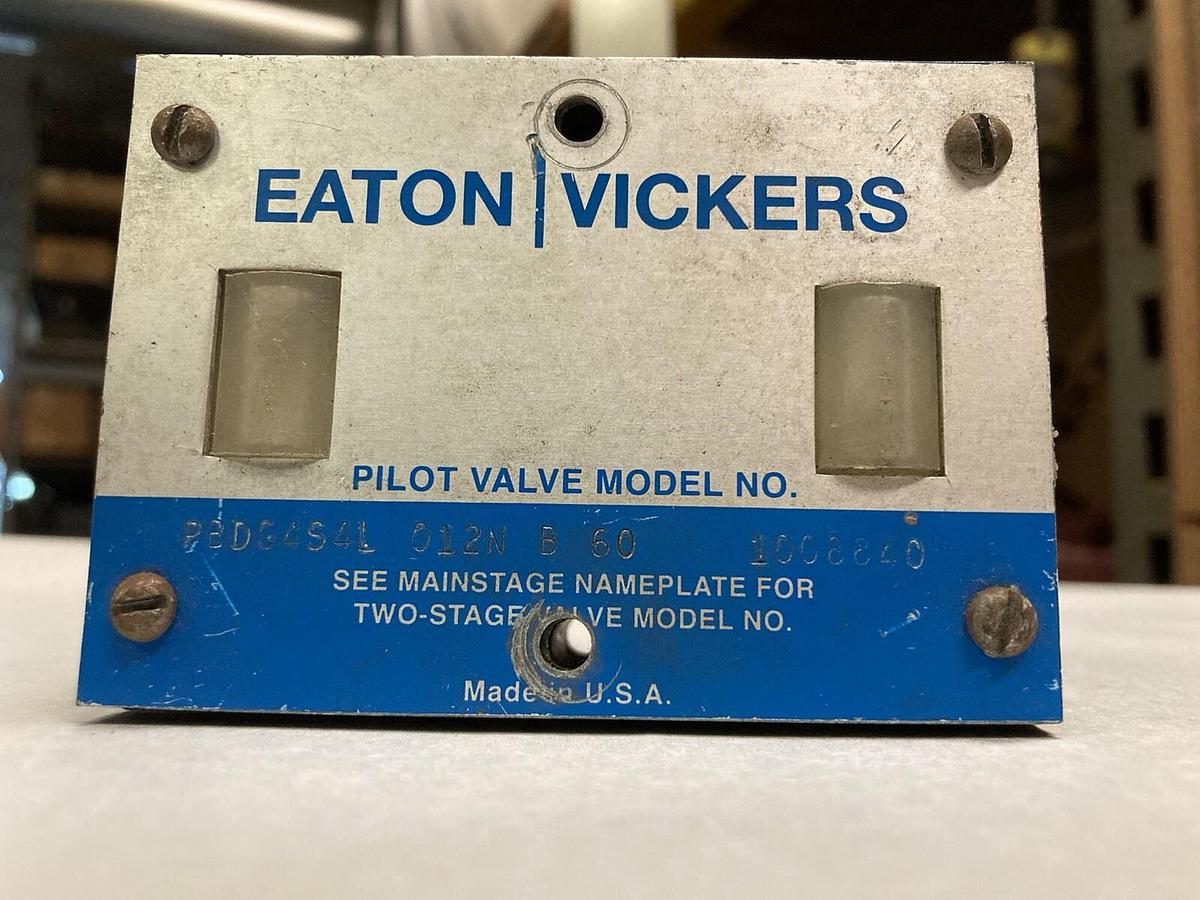 EATON | VICKERS
PILOT VALVE MODEL NO.
PBDG4S4L 012N B 60 1008840
SEE MAINSTAGE NAMEPLATE FOR
TWO-STAGE VALVE MODEL NO.
Made in U.S.A.